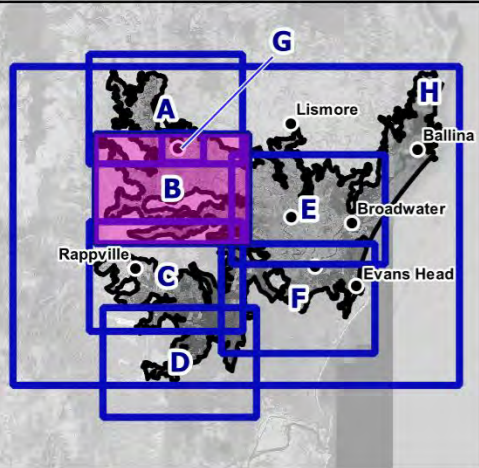 G
A
H
Lismore
Ballina
B
E
Broadwater
Rappville
C
Evans Head
F
D